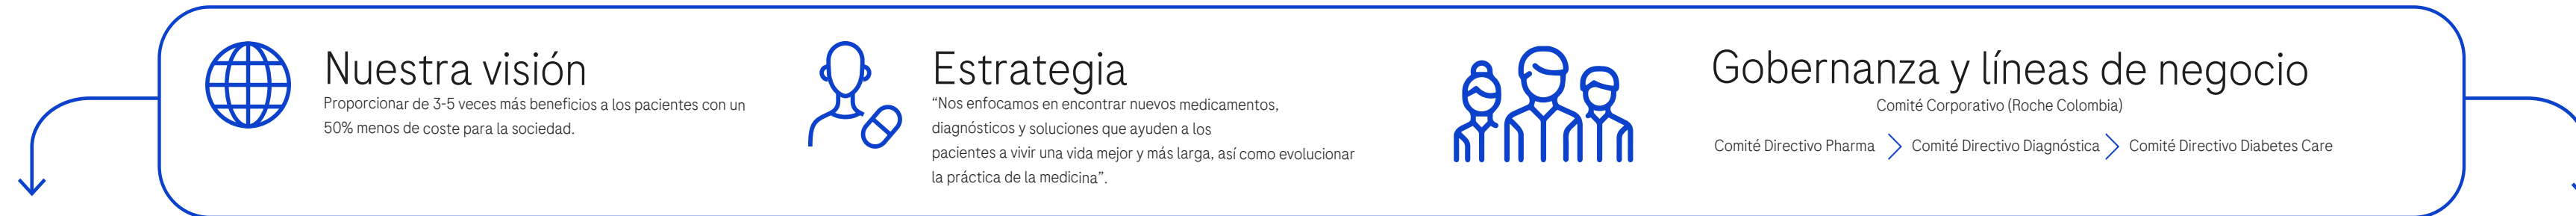 Nuestra visión
Proporcionar de 3-5 veces más beneficios a los pacientes con un
50% menos de coste para la sociedad.
Estrategia
“Nos enfocamos en encontrar nuevos medicamentos,
diagnósticos y soluciones que ayuden a los
pacientes a vivir una vida mejor y más larga, así como evolucionar
la práctica de la medicina”.
Gobernanza y líneas de negocio
Comité Corporativo (Roche Colombia)
Comité Directivo Pharma Comité Directivo Diagnóstica Comité Directivo Diabetes Care